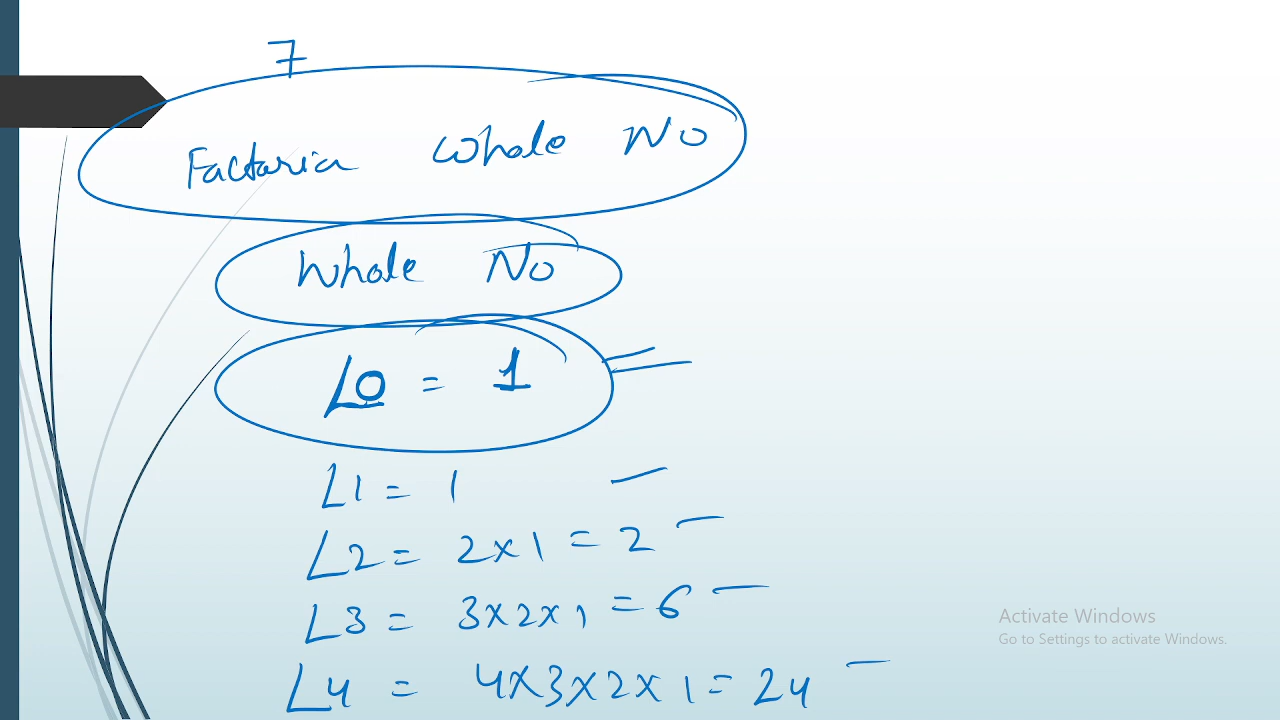 7
Factoria Whole No
Whole No
L0 = 1
L1 = 1
L2 = 2x1 = 2
L3 = 3x2x1 = 6
L4 = 4x3x2x1 = 24
Activate Windows
Go to Settings to activate Windows.